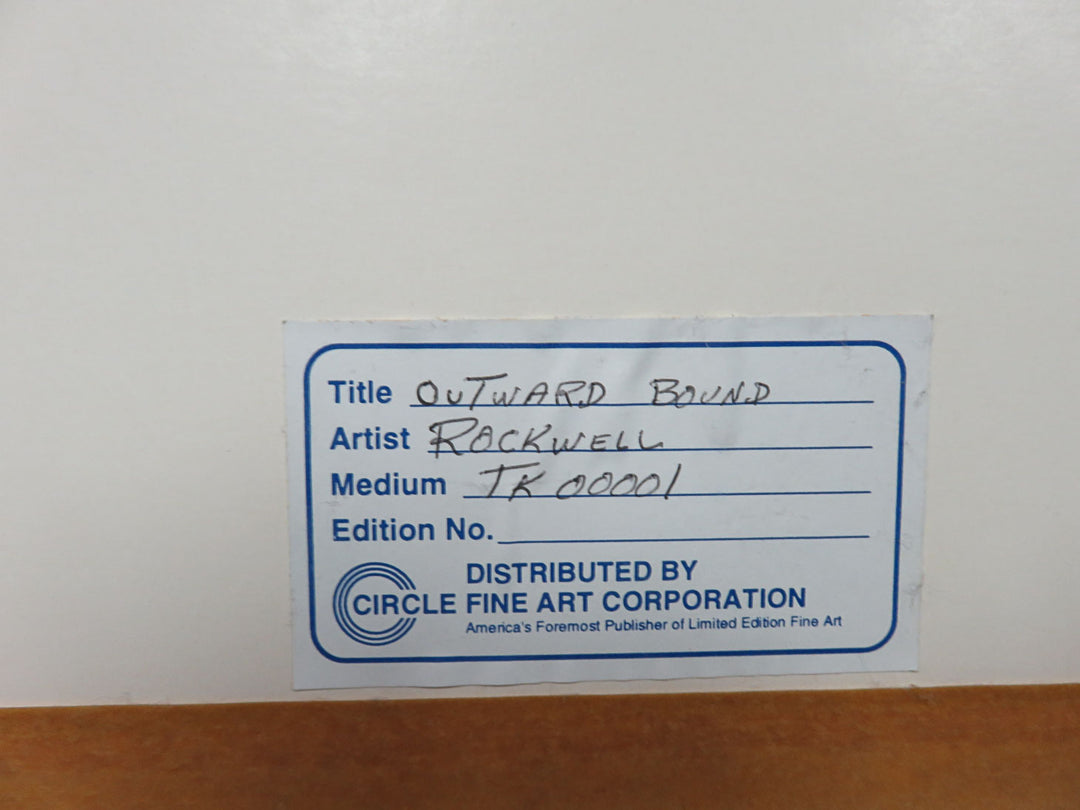 Title OUTWARD BOUND
Artist ROCKWELL
Medium TK 00001
Edition No.
DISTRIBUTED BY
CIRCLE FINE ART CORPORATION
America's Foremost Publisher of Limited Edition Fine Art